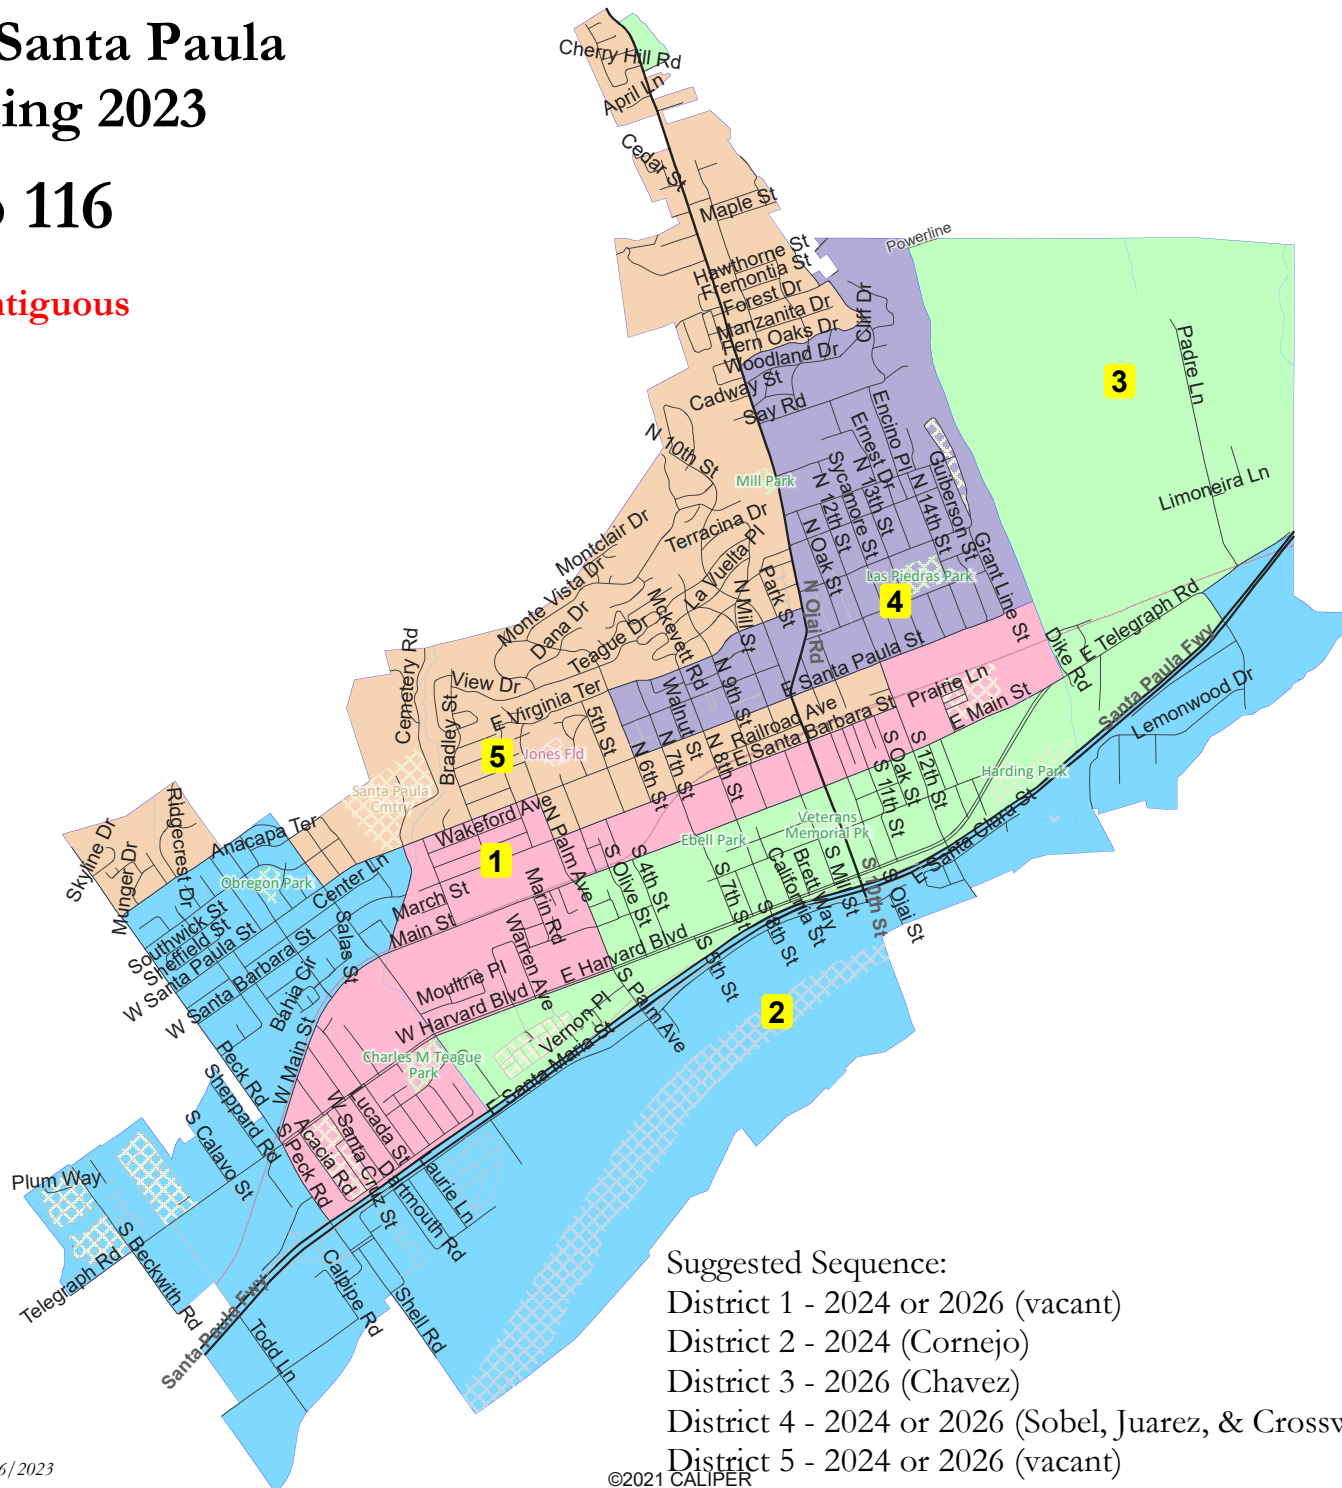 Santa Paula
ing 2023
116
ntiguous
Cherry Hill Rd
April Ln
Cedar St
Maple St
Powerline
Hawthorne St
Fremontia St
Forest Dr
Manzanita Dr
Fern Oaks Dr
Woodland Dr
Cliff Dr
Cadway St
Say Rd
3
Padre Ln
Limoneira Ln
N 10th St
Mill Park
Encino Pl
Ernest Dr
Sycamore St
N 13th St
N 12th St
N Oak St
N 14th St
Guiberson St
Grant Line St
Las Piedras Park
4
Montclair Dr
Terracina Dr
Monte Vista Dr
La Vuelta Pl
Dana Dr
Teague Dr
Mckevett Rd
N Mill St
Park St
N Ojai Rd
E Santa Paula St
Dike Rd
E Telegraph Rd
Santa Paula Fwy
Lemonwood Dr
Cemetery Rd
View Dr
Bradley St
E Virginia Ter
5th St
Walnut St
N 9th St
Railroad Ave
E Santa Barbara St
Prairie Ln
E Main St
5
Jones Fld
N 6th St
N 7th St
N 8th St
S Oak St
S 12th St
S 11th St
Harding Park
Santa Paula
Cmtry
Skyline Dr
Ridgecrest Dr
Munger Dr
Anacapa Ter
Obregon Park
Center Ln
Wakeford Ave
1
N Palm Ave
Ebell Park
Veterans
Memorial Pk
March St
Main St
Marin Rd
S Olive St
S 4th St
S 7th St
California St
Brett Way
S Mill St
S 8th St
S 10th St
S Ojai St
E Santa Clara St
Southwick St
Sheffield St
W Santa Paula St
W Santa Barbara St
Salas St
Bahia Cir
Warren Ave
E Harvard Blvd
S 5th St
Moultrie Pl
W Harvard Blvd
S Palm Ave
2
Vernon Pl
E Santa Maria St
Charles M Teague
Park
W Main St
Peck Rd
Sheppard Rd
S Calavo St
Lucada St
W Santa Cruz St
Acacia Rd
S Peck Rd
Laurie Ln
Dartmouth Rd
Plum Way
S Beckwith Rd
Telegraph Rd
Santa Paula Fwy
Todd Ln
Calpipe Rd
Shell Rd
Suggested Sequence:
District 1 - 2024 or 2026 (vacant)
District 2 - 2024 (Cornejo)
District 3 - 2026 (Chavez)
District 4 - 2024 or 2026 (Sobel, Juarez, & Crossw
District 5 - 2024 or 2026 (vacant)
6/2023
©2021 CALIPER